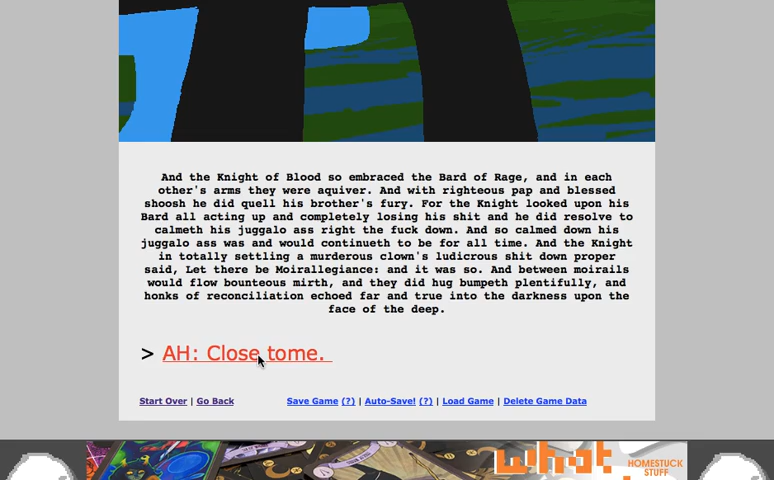 And the Knight of Blood so embraced the Bard of Rage, and in each
other's arms they were aquiver. And with righteous pap and blessed
shoosh he did quell his brother's fury. For the Knight looked upon his
Bard all acting up and completely losing his shit and he did resolve to
calmeth his juggalo ass right the fuck down. And so calmed down his
juggalo ass was and would continueth to be for all time. And the Knight
in totally settling a murderous clown's ludicrous shit down proper
said, Let there be Moirallegiance: and it was so. And between moirails
would flow bounteous mirth, and they did hug bumpeth plentifully, and
honks of reconciliation echoed far and true into the darkness upon the
face of the deep.
> AH: Close tome.
Start Over | Go Back Save Game (?) | Auto-Save! (?) | Load Game | Delete Game Data
what
HOMESTUCK
STUFF